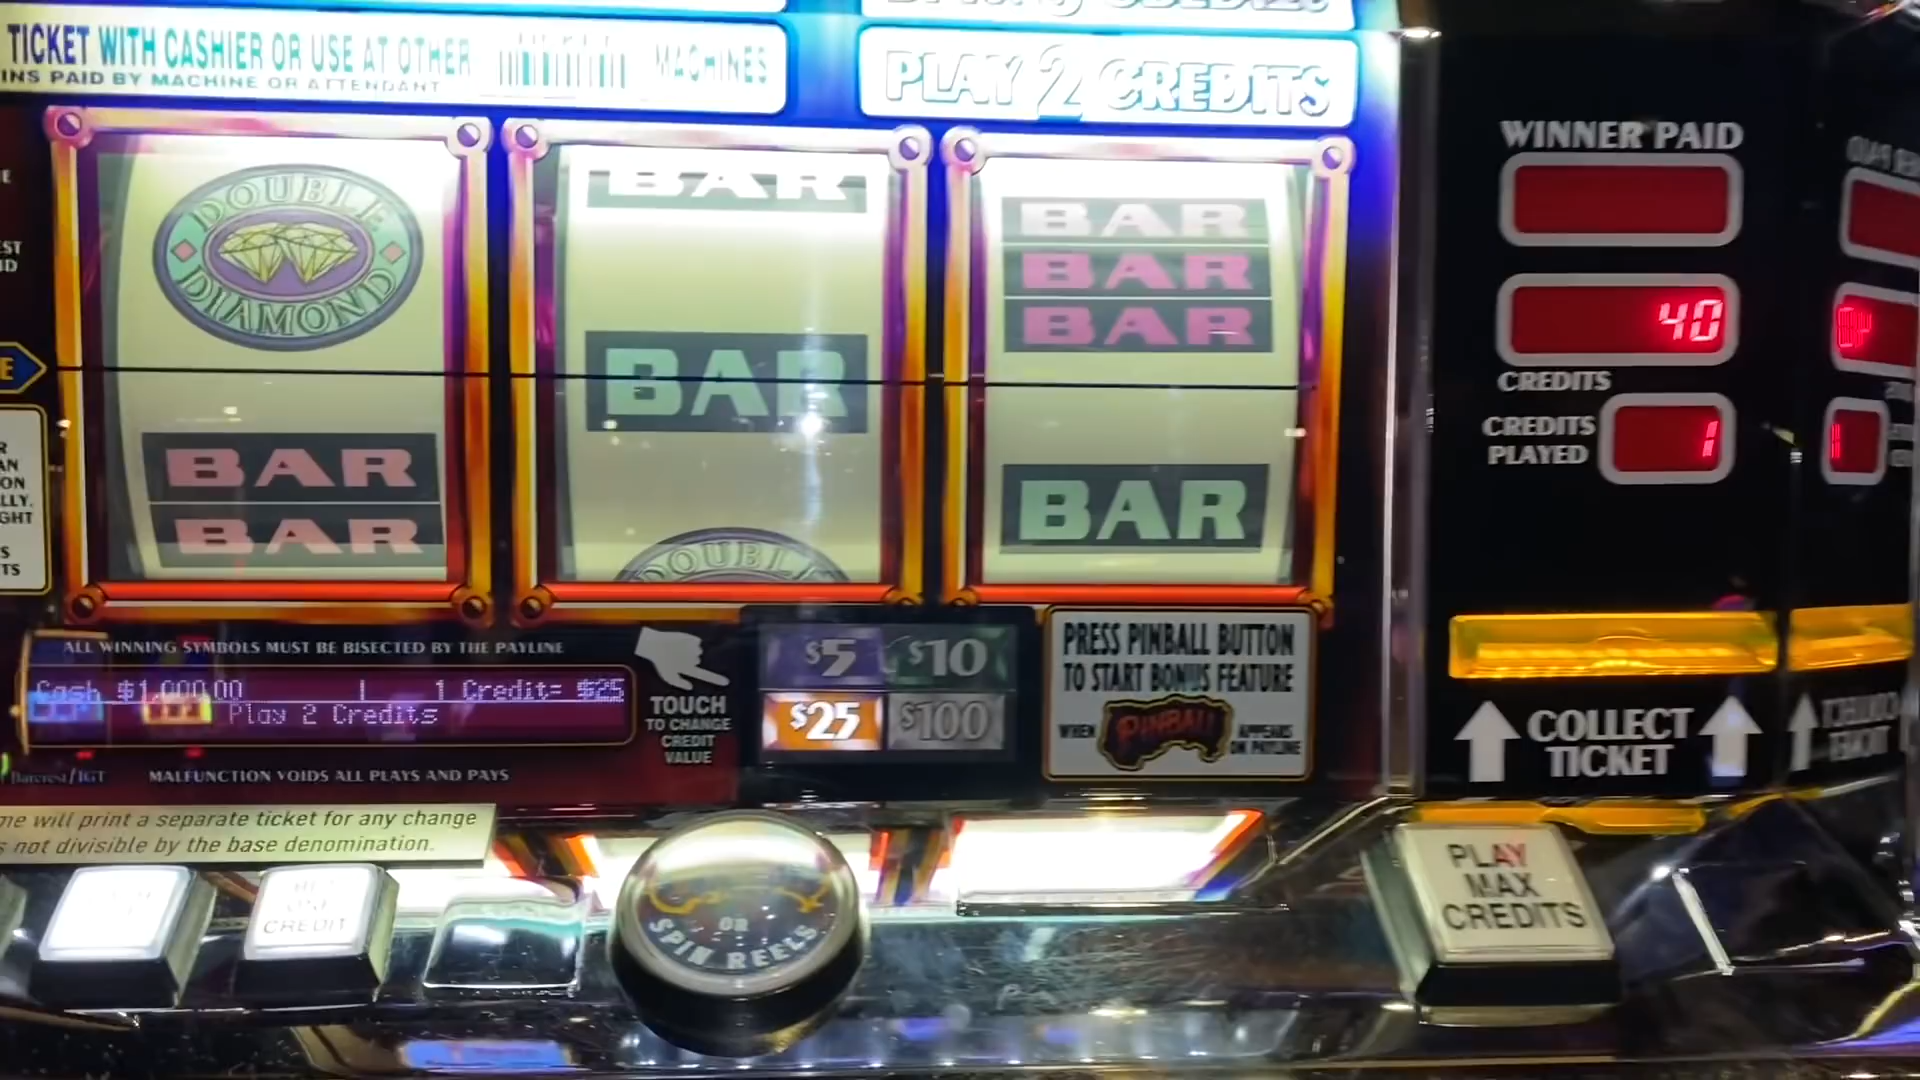 TICKET WITH CASHIER OR USE AT OTHER MACHINES
INS PAID BY MACHINE OR ATTENDANT
PLAY 2 CREDITS
DOUBLE
DIAMOND
BAR
BAR
BAR
BAR
DOUBLE
BAR
BAR
BAR
BAR
WINNER PAID
40
CREDITS
CREDITS
PLAYED
1
ALL WINNING SYMBOLS MUST BE BISECTED BY THE PAYLINE
Cash $1,000.00 1 Credit= $25
Play 2 Credits
MALFUNCTION VOIDS ALL PLAYS AND PAYS
TOUCH
TO CHANGE
CREDIT
VALUE
$5 $10
$25 $100
PRESS PINBALL BUTTON
TO START BONUS FEATURE
WHEN PINBALL APPEARS
ON PAYLINE
COLLECT
TICKET
me will print a separate ticket for any change
s not divisible by the base denomination.
ONE
CREDIT
OR
SPIN REELS
PLAY
MAX
CREDITS